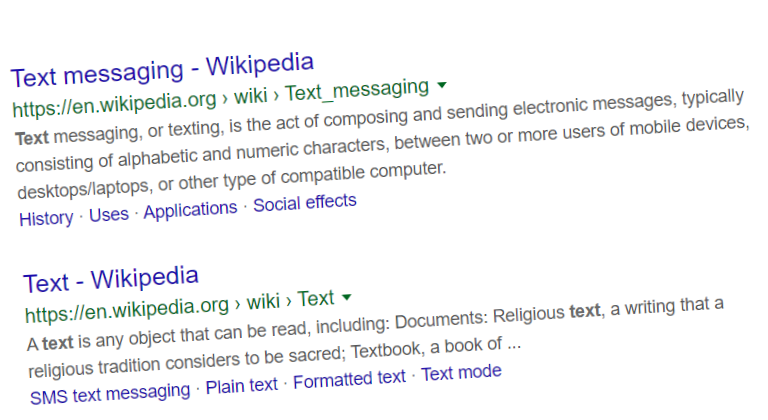 Text messaging - Wikipedia
https://en.wikipedia.org › wiki › Text_messaging
Text messaging, or texting, is the act of composing and sending electronic messages, typically
consisting of alphabetic and numeric characters, between two or more users of mobile devices,
desktops/laptops, or other type of compatible computer.
History · Uses · Applications · Social effects
Text - Wikipedia
https://en.wikipedia.org › wiki › Text
A text is any object that can be read, including: Documents: Religious text, a writing that a
religious tradition considers to be sacred; Textbook, a book of ...
SMS text messaging · Plain text · Formatted text · Text mode